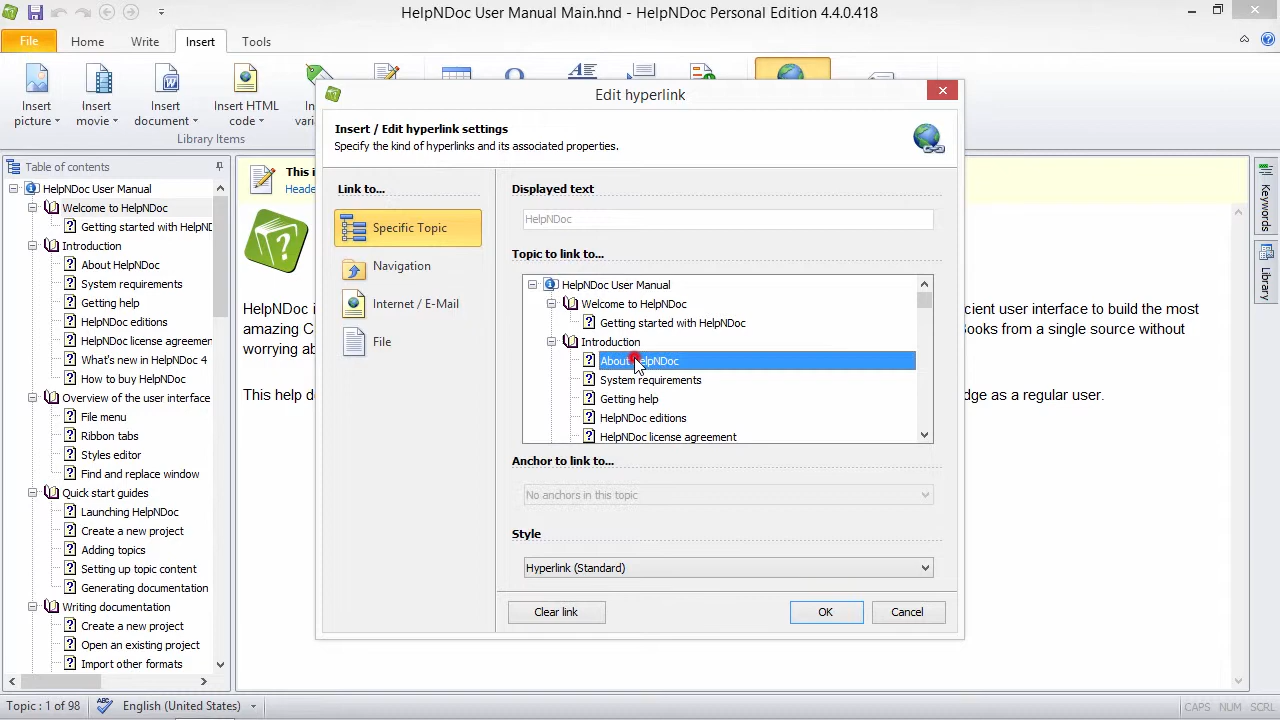 HelpNDoc User Manual Main.hnd - HelpNDoc Personal Edition 4.4.0.418
File Home Write Insert Tools
Insert picture
Insert movie
Insert document
Insert HTML code
Library Items
Table of contents
HelpNDoc User Manual
Welcome to HelpNDoc
Getting started with HelpND
Introduction
About HelpNDoc
System requirements
Getting help
HelpNDoc editions
HelpNDoc license agreemen
What's new in HelpNDoc 4
How to buy HelpNDoc
Overview of the user interface
File menu
Ribbon tabs
Styles editor
Find and replace window
Quick start guides
Launching HelpNDoc
Create a new project
Adding topics
Setting up topic content
Generating documentation
Writing documentation
Create a new project
Open an existing project
Import other formats
This i
Heade
HelpNDoc i
cient user interface to build the most
amazing C
Books from a single source without
worrying ab
This help d
dge as a regular user.
Edit hyperlink
Insert / Edit hyperlink settings
Specify the kind of hyperlinks and its associated properties.
Link to...
Specific Topic
Navigation
Internet / E-Mail
File
Displayed text
HelpNDoc
Topic to link to...
HelpNDoc User Manual
Welcome to HelpNDoc
Getting started with HelpNDoc
Introduction
About HelpNDoc
System requirements
Getting help
HelpNDoc editions
HelpNDoc license agreement
Anchor to link to...
No anchors in this topic
Style
Hyperlink (Standard)
Clear link OK Cancel
Keywords
Library
Topic : 1 of 98 English (United States) CAPS NUM SCRL